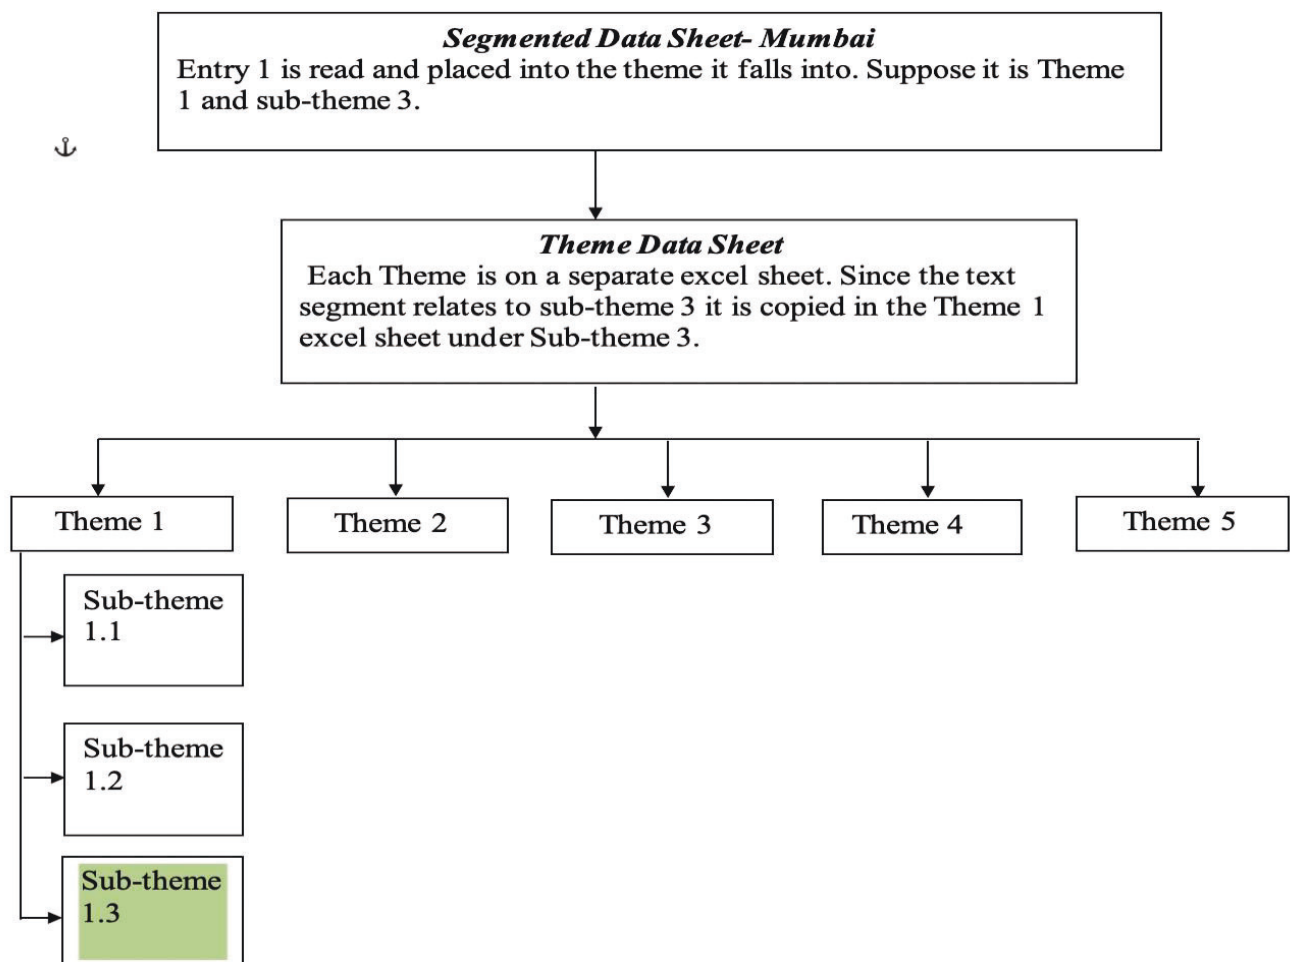 Segmented Data Sheet- Mumbai
Entry 1 is read and placed into the theme it falls into. Suppose it is Theme
1 and sub-theme 3.
Theme Data Sheet
Each Theme is on a separate excel sheet. Since the text
segment relates to sub-theme 3 it is copied in the Theme 1
excel sheet under Sub-theme 3.
Theme 1
Theme 2
Theme 3
Theme 4
Theme 5
Sub-theme
1.1
Sub-theme
1.2
Sub-theme
1.3